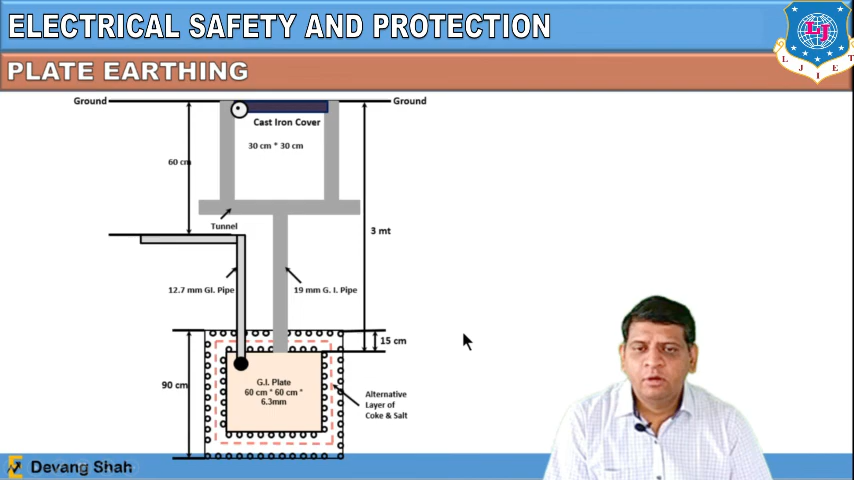 ELECTRICAL SAFETY AND PROTECTION
LJ
L J I E T
PLATE EARTHING
Ground
Ground
Cast Iron Cover
30 cm * 30 cm
60 cm
Tunnel
3 mt
12.7 mm GI. Pipe
19 mm G. I. Pipe
15 cm
90 cm
G.I. Plate
60 cm * 60 cm *
6.3mm
Alternative
Layer of
Coke & Salt
Devang Shah